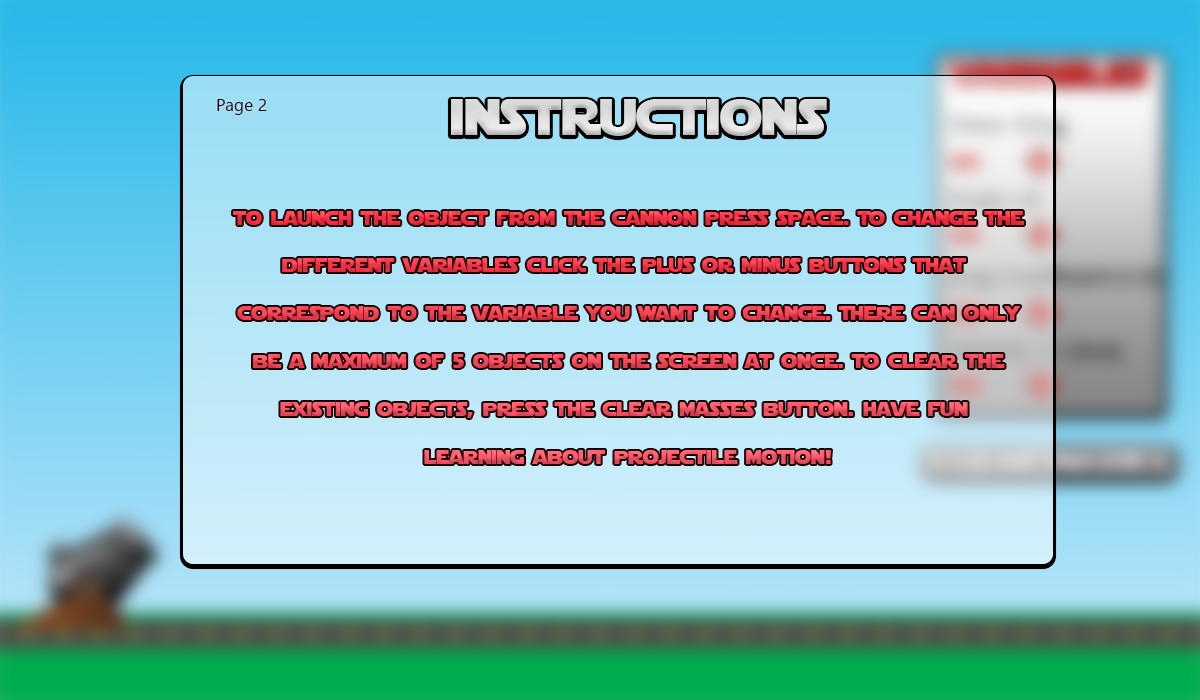 Page 2
INSTRUCTIONS
TO LAUNCH THE OBJECT FROM THE CANNON PRESS SPACE. TO CHANGE THE
DIFFERENT VARIABLES CLICK THE PLUS OR MINUS BUTTONS THAT
CORRESPOND TO THE VARIABLE YOU WANT TO CHANGE. THERE CAN ONLY
BE A MAXIMUM OF 5 OBJECTS ON THE SCREEN AT ONCE. TO CLEAR THE
EXISTING OBJECTS, PRESS THE CLEAR MASSES BUTTON. HAVE FUN
LEARNING ABOUT PROJECTILE MOTION!